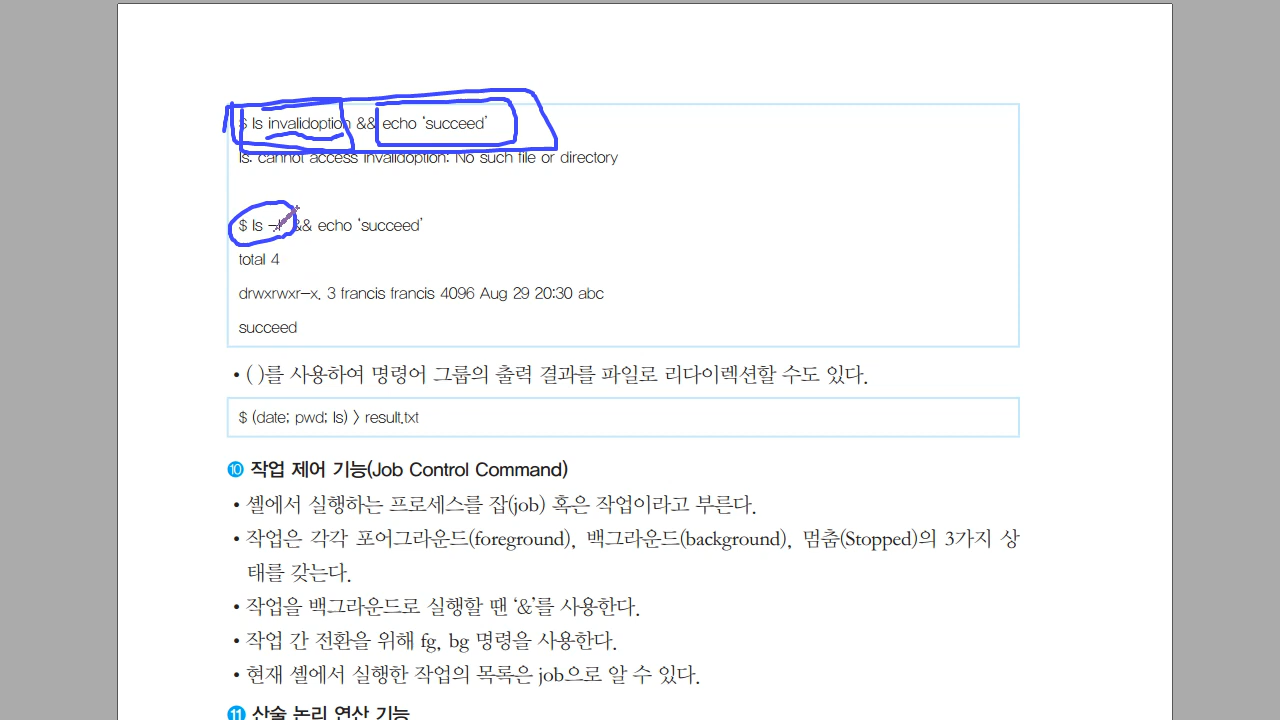 $ ls invalidoption && echo ‘succeed’
ls: cannot access invalidoption: No such file or directory
$ ls -l && echo ‘succeed’
total 4
drwxrwxr-x. 3 francis francis 4096 Aug 29 20:30 abc
succeed
• ( )를 사용하여 명령어 그룹의 출력 결과를 파일로 리다이렉션할 수도 있다.
$ (date; pwd; ls) > result.txt
⑩ 작업 제어 기능(Job Control Command)
• 셸에서 실행하는 프로세스를 잡(job) 혹은 작업이라고 부른다.
• 작업은 각각 포어그라운드(foreground), 백그라운드(background), 멈춤(Stopped)의 3가지 상
태를 갖는다.
• 작업을 백그라운드로 실행할 땐 ‘&’를 사용한다.
• 작업 간 전환을 위해 fg, bg 명령을 사용한다.
• 현재 셸에서 실행한 작업의 목록은 job으로 알 수 있다.
⑪ 산술 논리 연산 기능